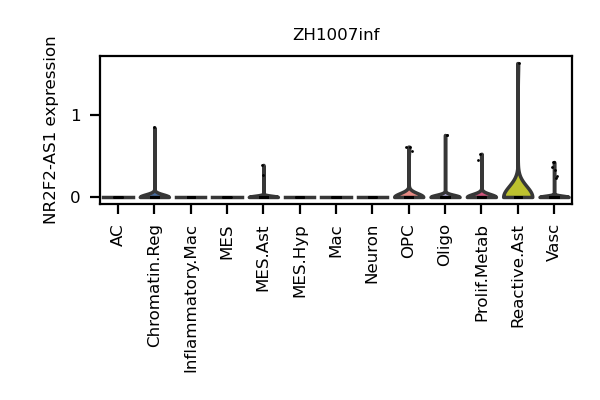 ZH1007inf
NR2F2-AS1 expression
1
0
AC
Chromatin.Reg
Inflammatory.Mac
MES
MES.Ast
MES.Hyp
Mac
Neuron
OPC
Oligo
Prolif.Metab
Reactive.Ast
Vasc